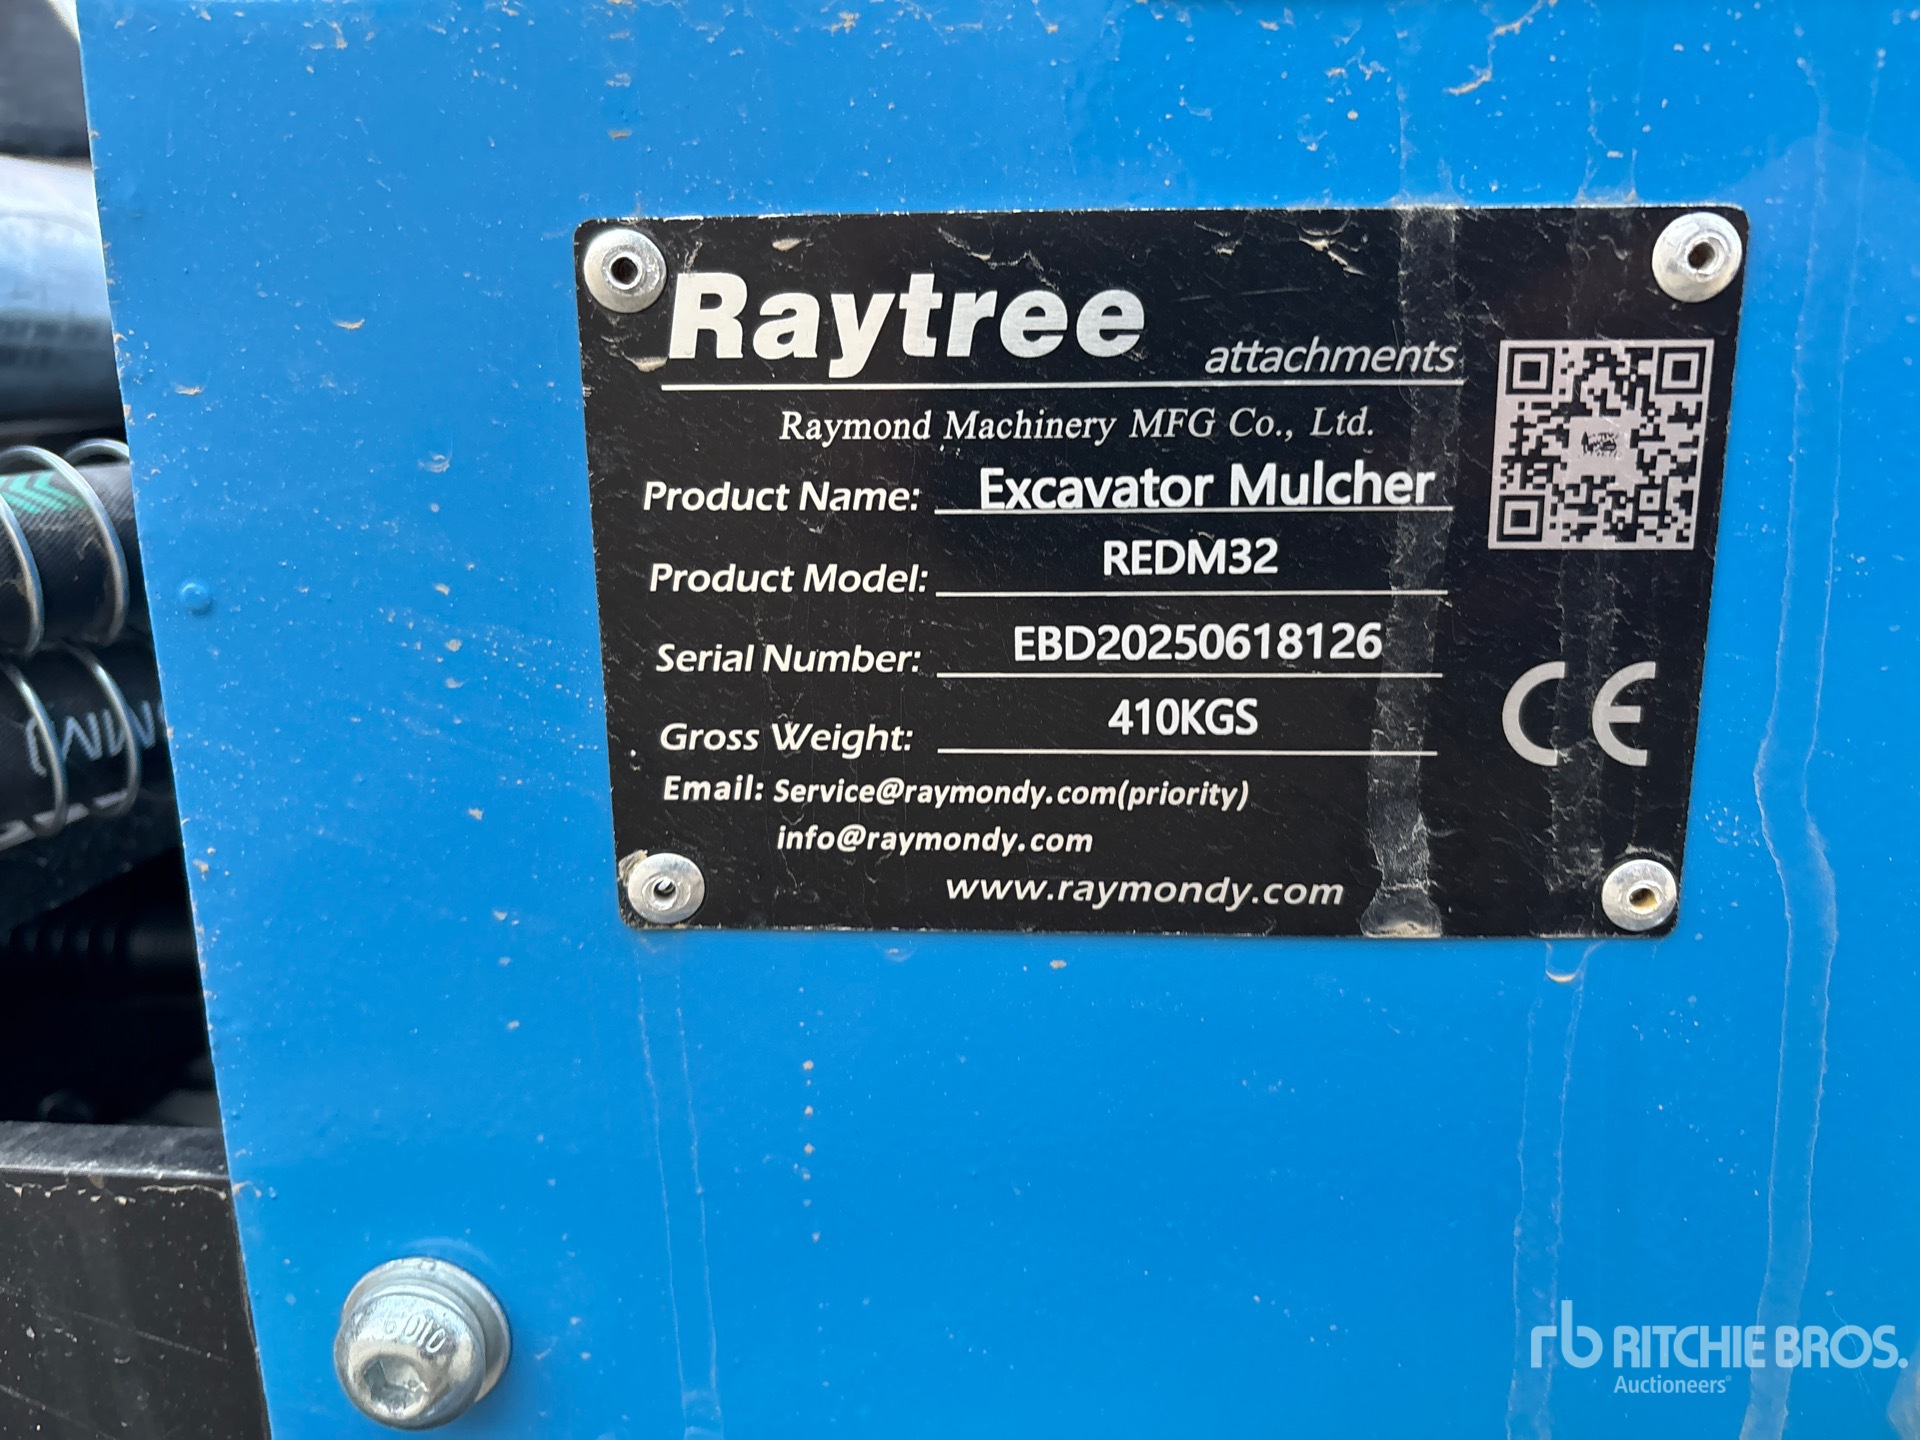 Raytree
attachments
Raymond Machinery MFG Co., Ltd.
Product Name: Excavator Mulcher
Product Model: REDM32
Serial Number: EBD20250618126
Gross Weight: 410KGS
CE
Email: Service@raymondy.com(priority)
info@raymondy.com
www.raymondy.com
rb RITCHIE BROS.
Auctioneers